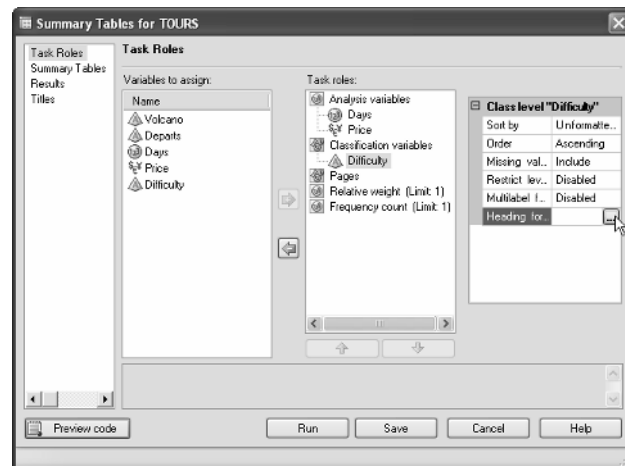 Summary Tables for TOURS
Task Roles
Summary Tables
Results
Titles
Task Roles
Variables to assign:
Name
Volcano
Departs
Days
Price
Difficulty
Task roles:
Analysis variables
Days
Price
Classification variables
Difficulty
Pages
Relative weight (Limit: 1)
Frequency count (Limit: 1)
Class level "Difficulty"
Sort by Unformatte...
Order Ascending
Missing val... Include
Restrict lev... Disabled
Multilabel f... Disabled
Heading for... ...
Preview code
Run
Save
Cancel
Help